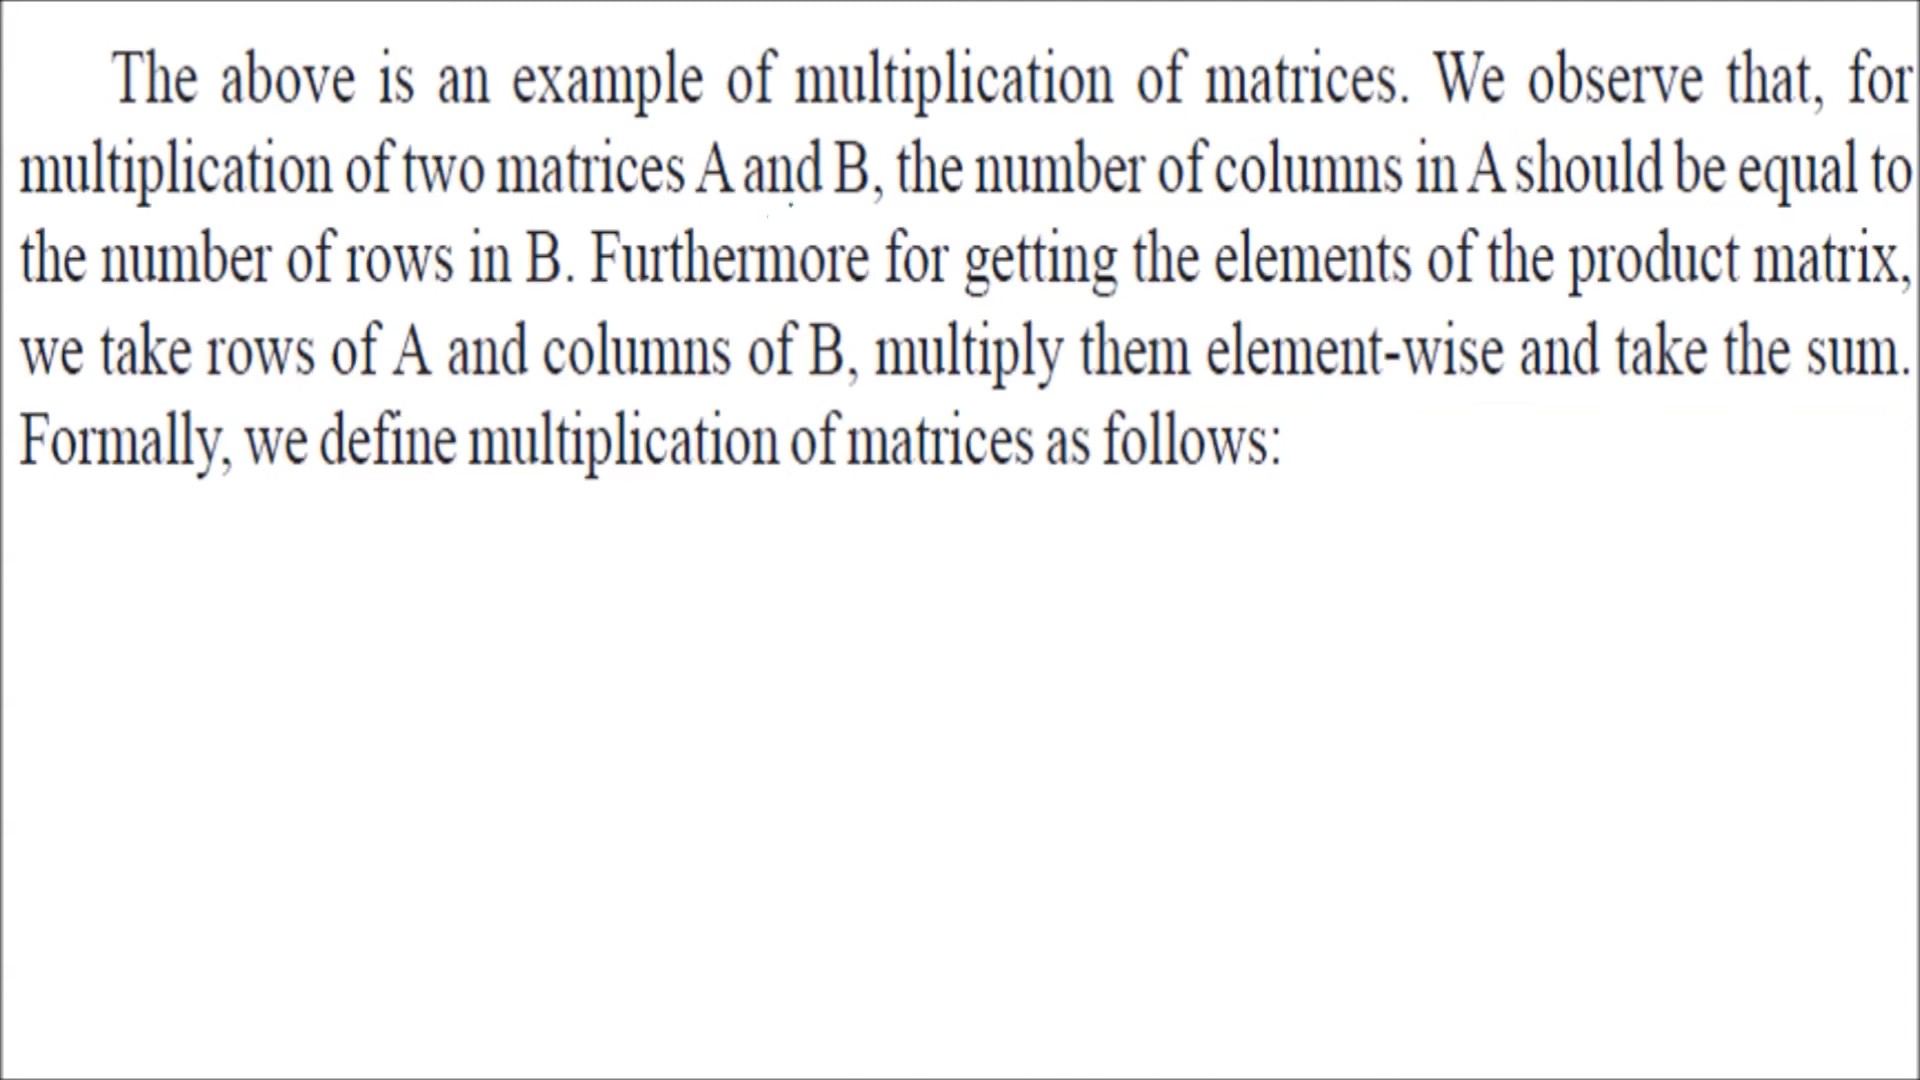 The above is an example of multiplication of matrices. We observe that, for
multiplication of two matrices A and B, the number of columns in A should be equal to
the number of rows in B. Furthermore for getting the elements of the product matrix,
we take rows of A and columns of B, multiply them element-wise and take the sum.
Formally, we define multiplication of matrices as follows: